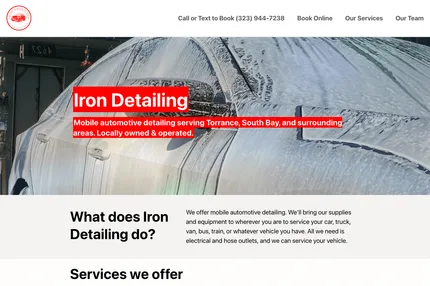 Call or Text to Book (323) 944-7238 Book Online Our Services Our Team
Iron Detailing
Mobile automotive detailing serving Torrance, South Bay, and surrounding
areas. Locally owned & operated.
What does Iron
Detailing do?
We offer mobile automotive detailing. We'll bring our supplies
and equipment to wherever you are to service your car, truck,
van, bus, train, or whatever vehicle you have. All we need is
electrical and hose outlets, and we can service your vehicle.
Services we offer